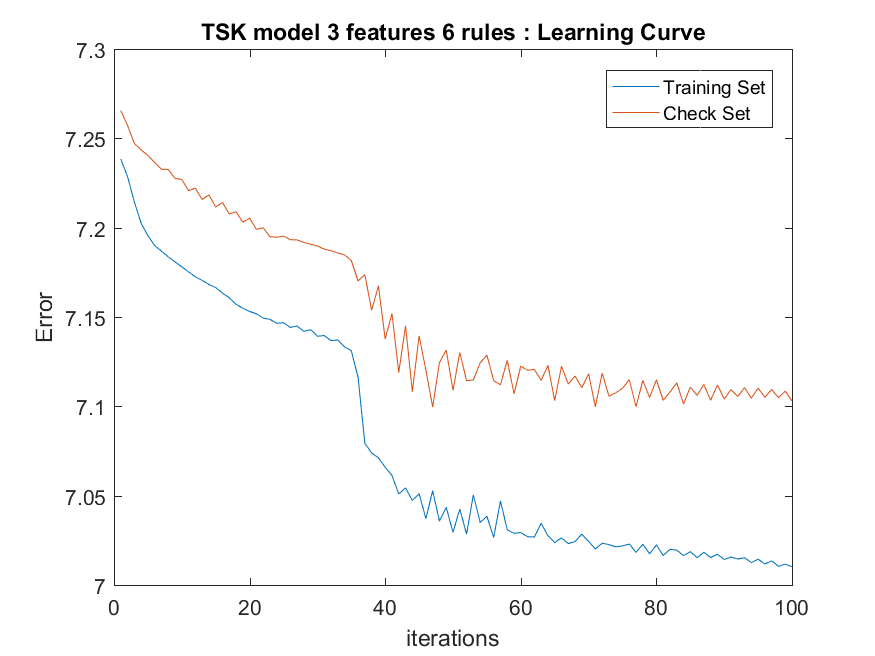 TSK model 3 features 6 rules : Learning Curve
7.3
7.25
7.2
7.15
7.1
7.05
7
Error
Training Set
Check Set
0 20 40 60 80 100
iterations